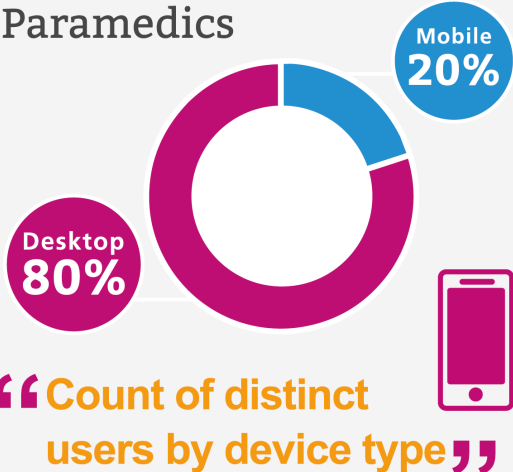 Paramedics
Mobile
20%
Desktop
80%
“Count of distinct
users by device type”